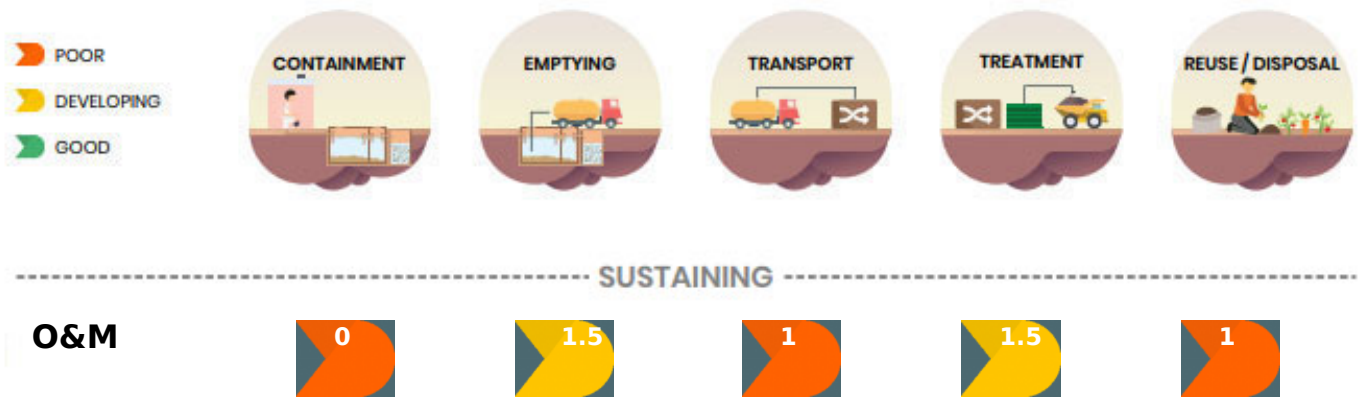 POOR
DEVELOPING
GOOD
CONTAINMENT
EMPTYING
TRANSPORT
TREATMENT
REUSE / DISPOSAL
SUSTAINING
O&M
0
1.5
1
1.5
1